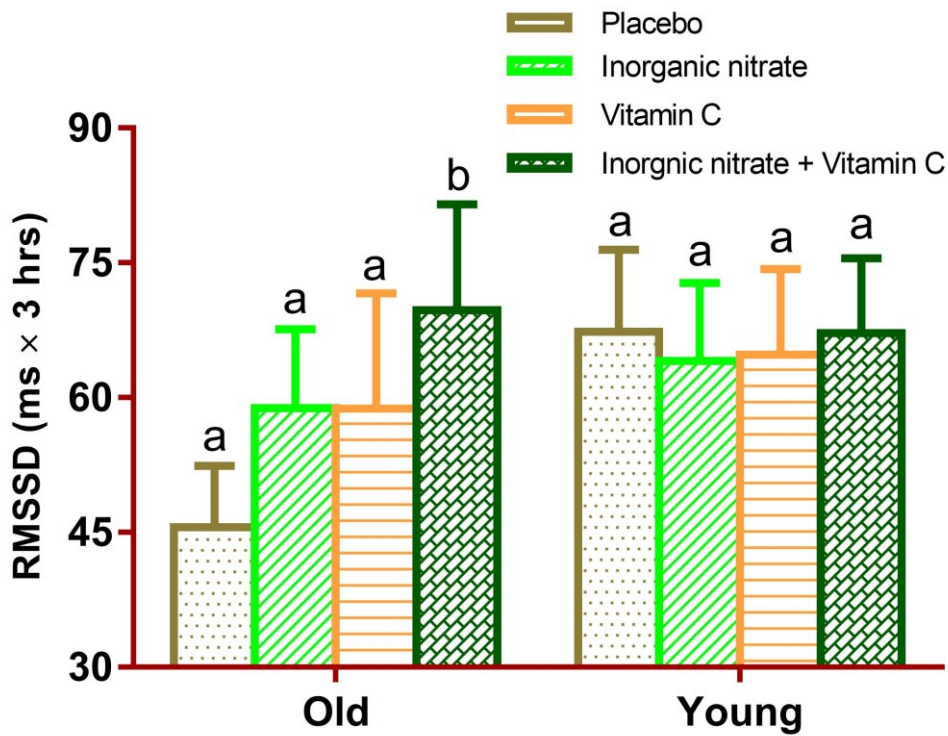 Placebo
Inorganic nitrate
Vitamin C
Inorgnic nitrate + Vitamin C
RMSSD (ms × 3 hrs)
90
75
60
45
30
a
a
a
b
a
a
a
a
Old
Young